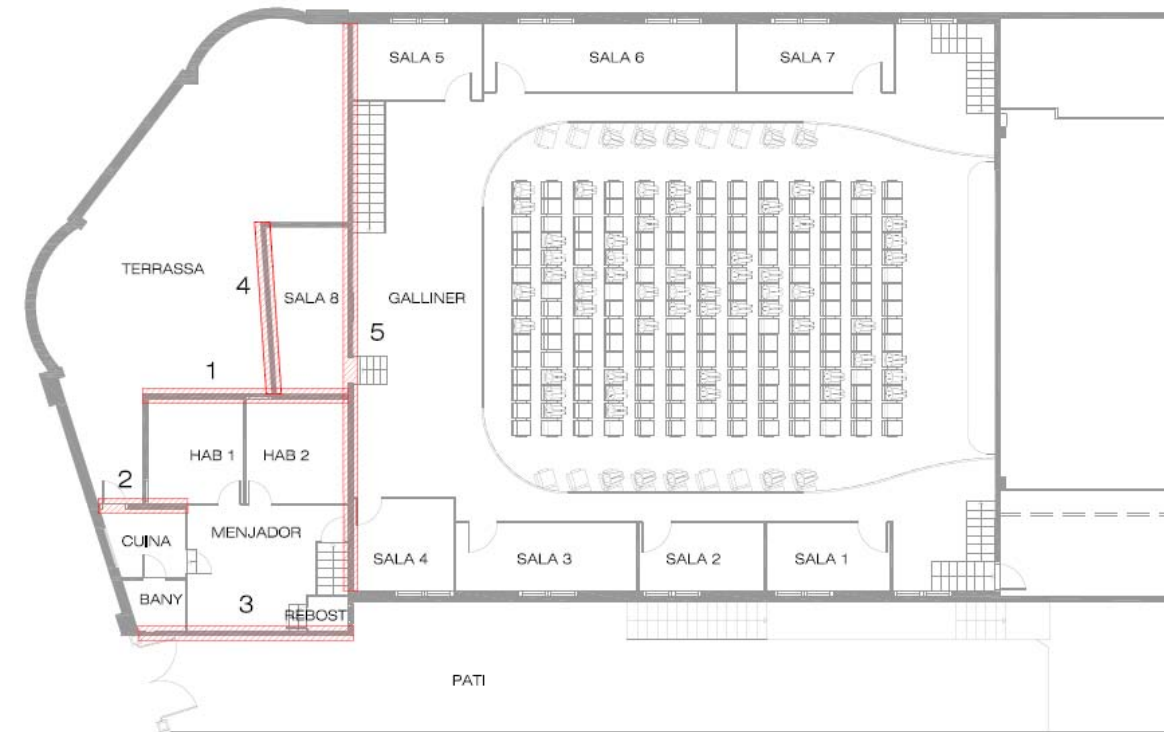 SALA 5
SALA 6
SALA 7
TERRASSA
4
SALA 8
GALLINER
5
1
HAB 1
HAB 2
2
CUINA
MENJADOR
SALA 4
SALA 3
SALA 2
SALA 1
BANY
3
REBOST
PATI